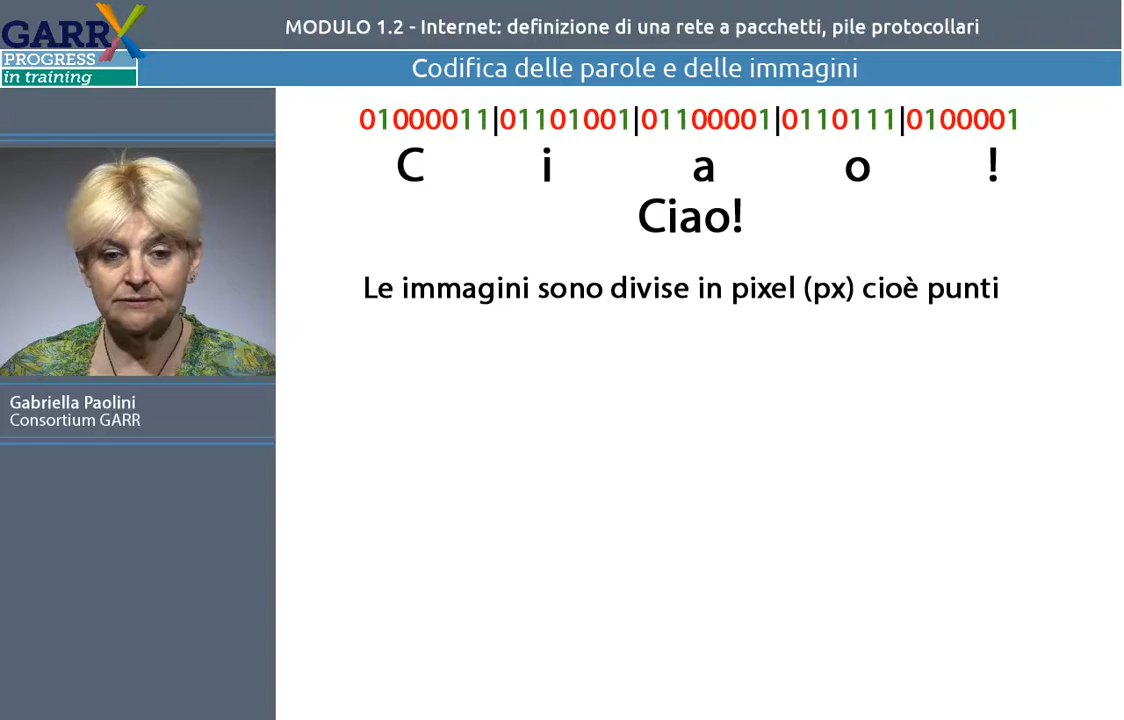 GARRX
PROGRESS
in training
MODULO 1.2 - Internet: definizione di una rete a pacchetti, pile protocollari
Codifica delle parole e delle immagini
01000011|01101001|01100001|0110111|0100001
C i a o !
Ciao!
Le immagini sono divise in pixel (px) cioè punti
Gabriella Paolini
Consortium GARR